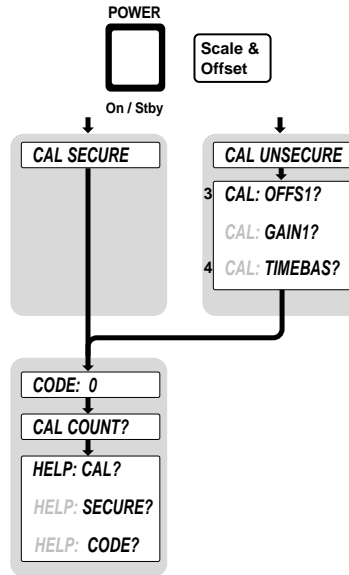 POWER
Scale &
Offset
On / Stby
CAL SECURE
CAL UNSECURE
3 CAL: OFFS1?
CAL: GAIN1?
4 CAL: TIMEBAS?
CODE: 0
CAL COUNT?
HELP: CAL?
HELP: SECURE?
HELP: CODE?